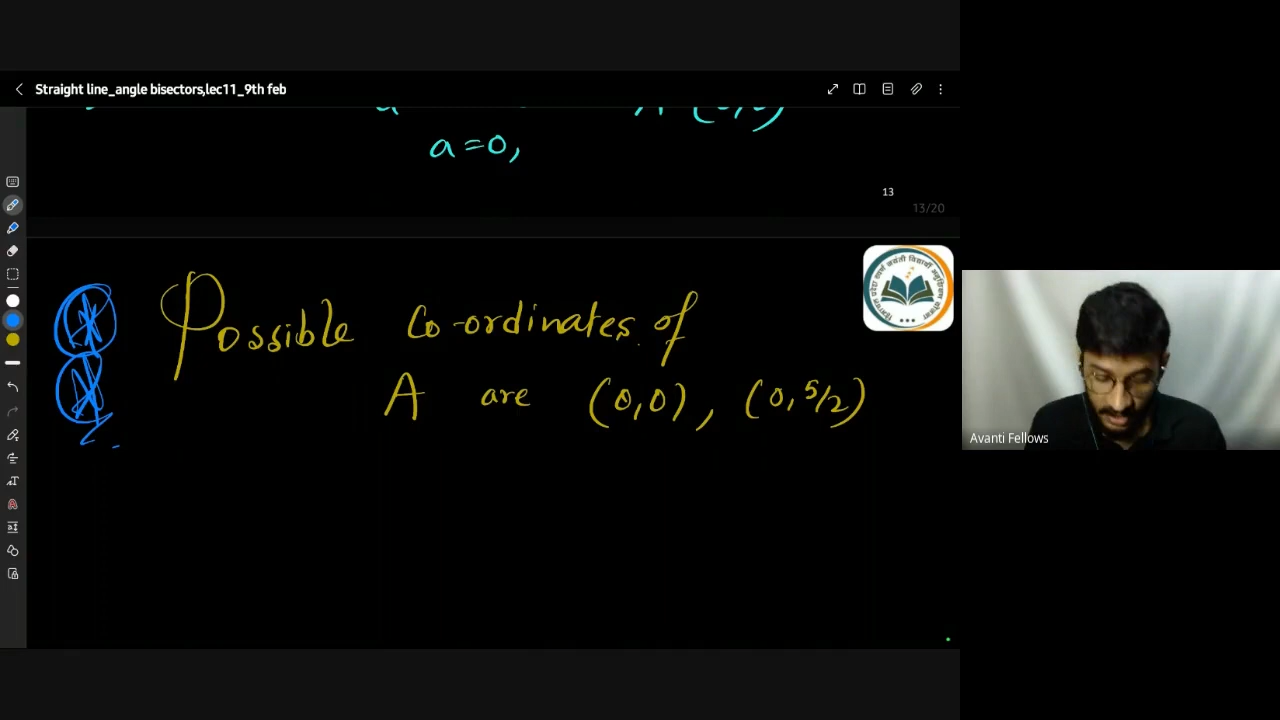 Straight line_angle bisectors,lec11_9th feb
a=0,
13
13/20
Possible Co-ordinates of
A are (0,0), (0,5/2)
Avanti Fellows